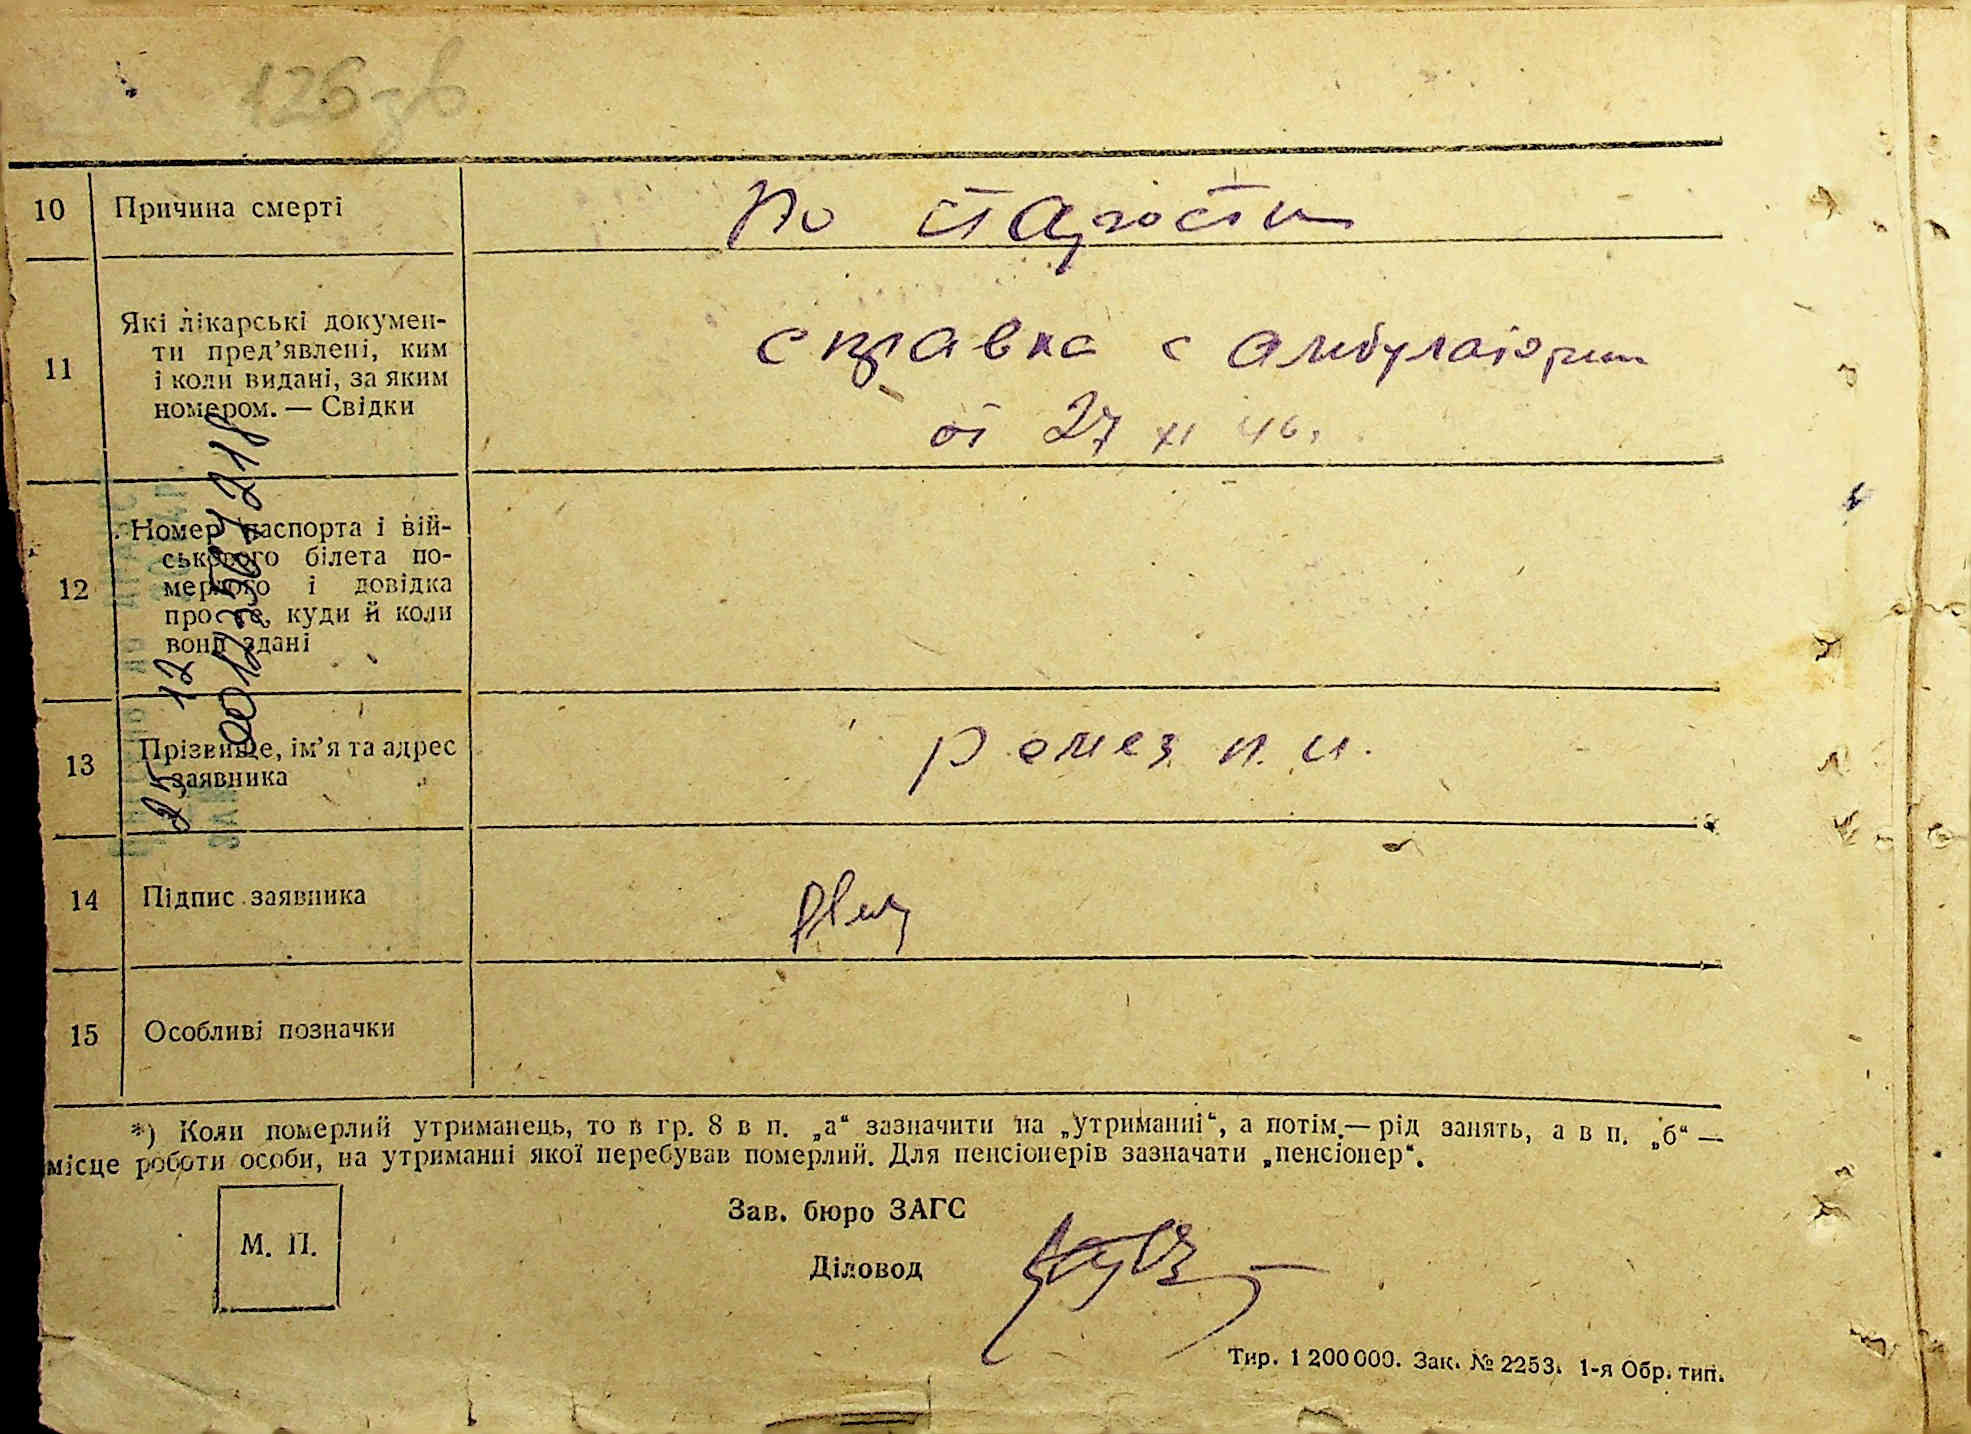 126зв
10 Причина смерті по старости
11 Які лікарські докумен-
ти пред’явлені, ким
і коли видані, за яким
номером. — Свідки
справка с амбулатории
от 27 XI 46г.
12 Номер паспорта і вій-
ськового білета по-
мерлого і довідка
про те, куди й коли
вони здані
13 Прізвище, ім’я та адрес
заявника
ремез п. и.
14 Підпис заявника
15 Особливі позначки
*) Коли померлий утриманець, то в гр. 8 в п. „а“ зазначити на „утриманні“, а потім,— рід занять, а в п. „б“ —
місце роботи особи, на утриманні якої перебував померлий. Для пенсіонерів зазначати „пенсіонер“.
М. П.
Зав. бюро ЗАГС
Діловод
Тир. 1 200 000. Зак. № 2253. 1-я Обр. тип.